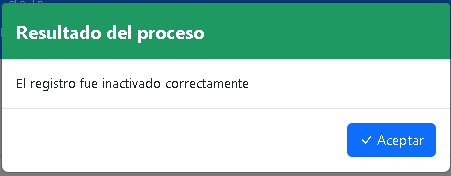 Resultado del proceso
El registro fue inactivado correctamente
Aceptar